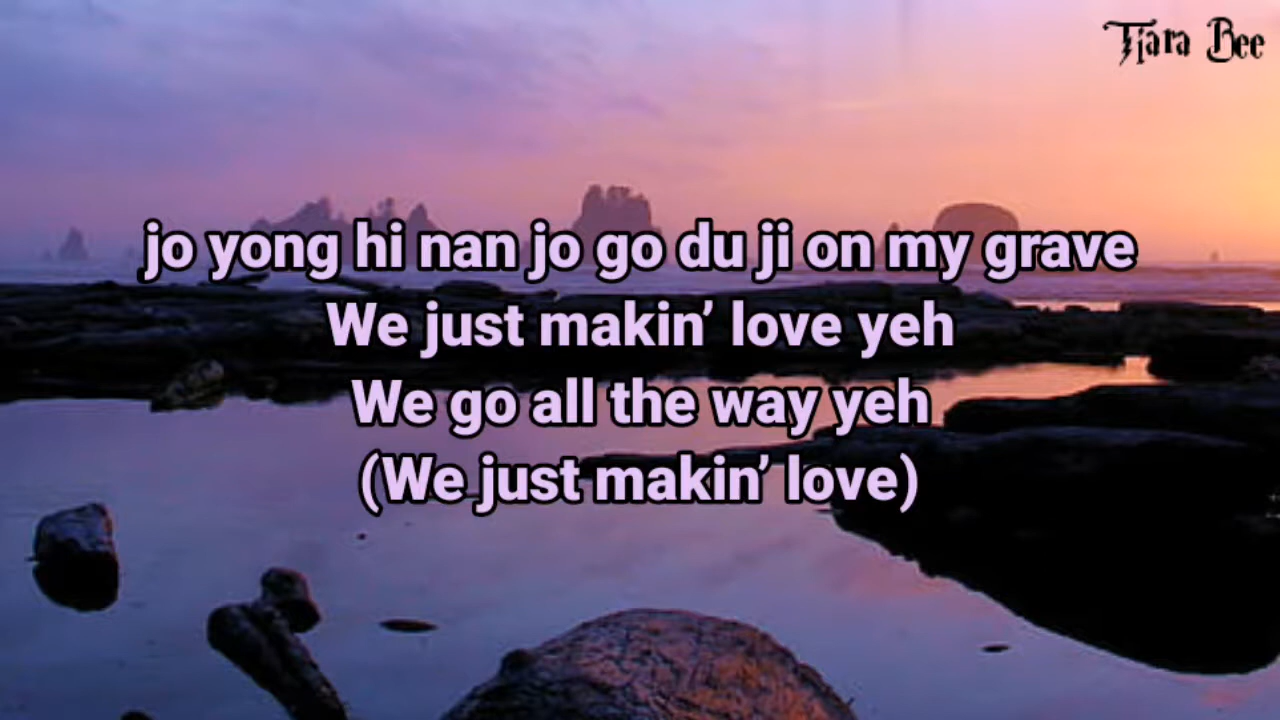 Tjara Bee
jo yong hi nan jo go du ji on my grave
We just makin’ love yeh
We go all the way yeh
(We just makin’ love)